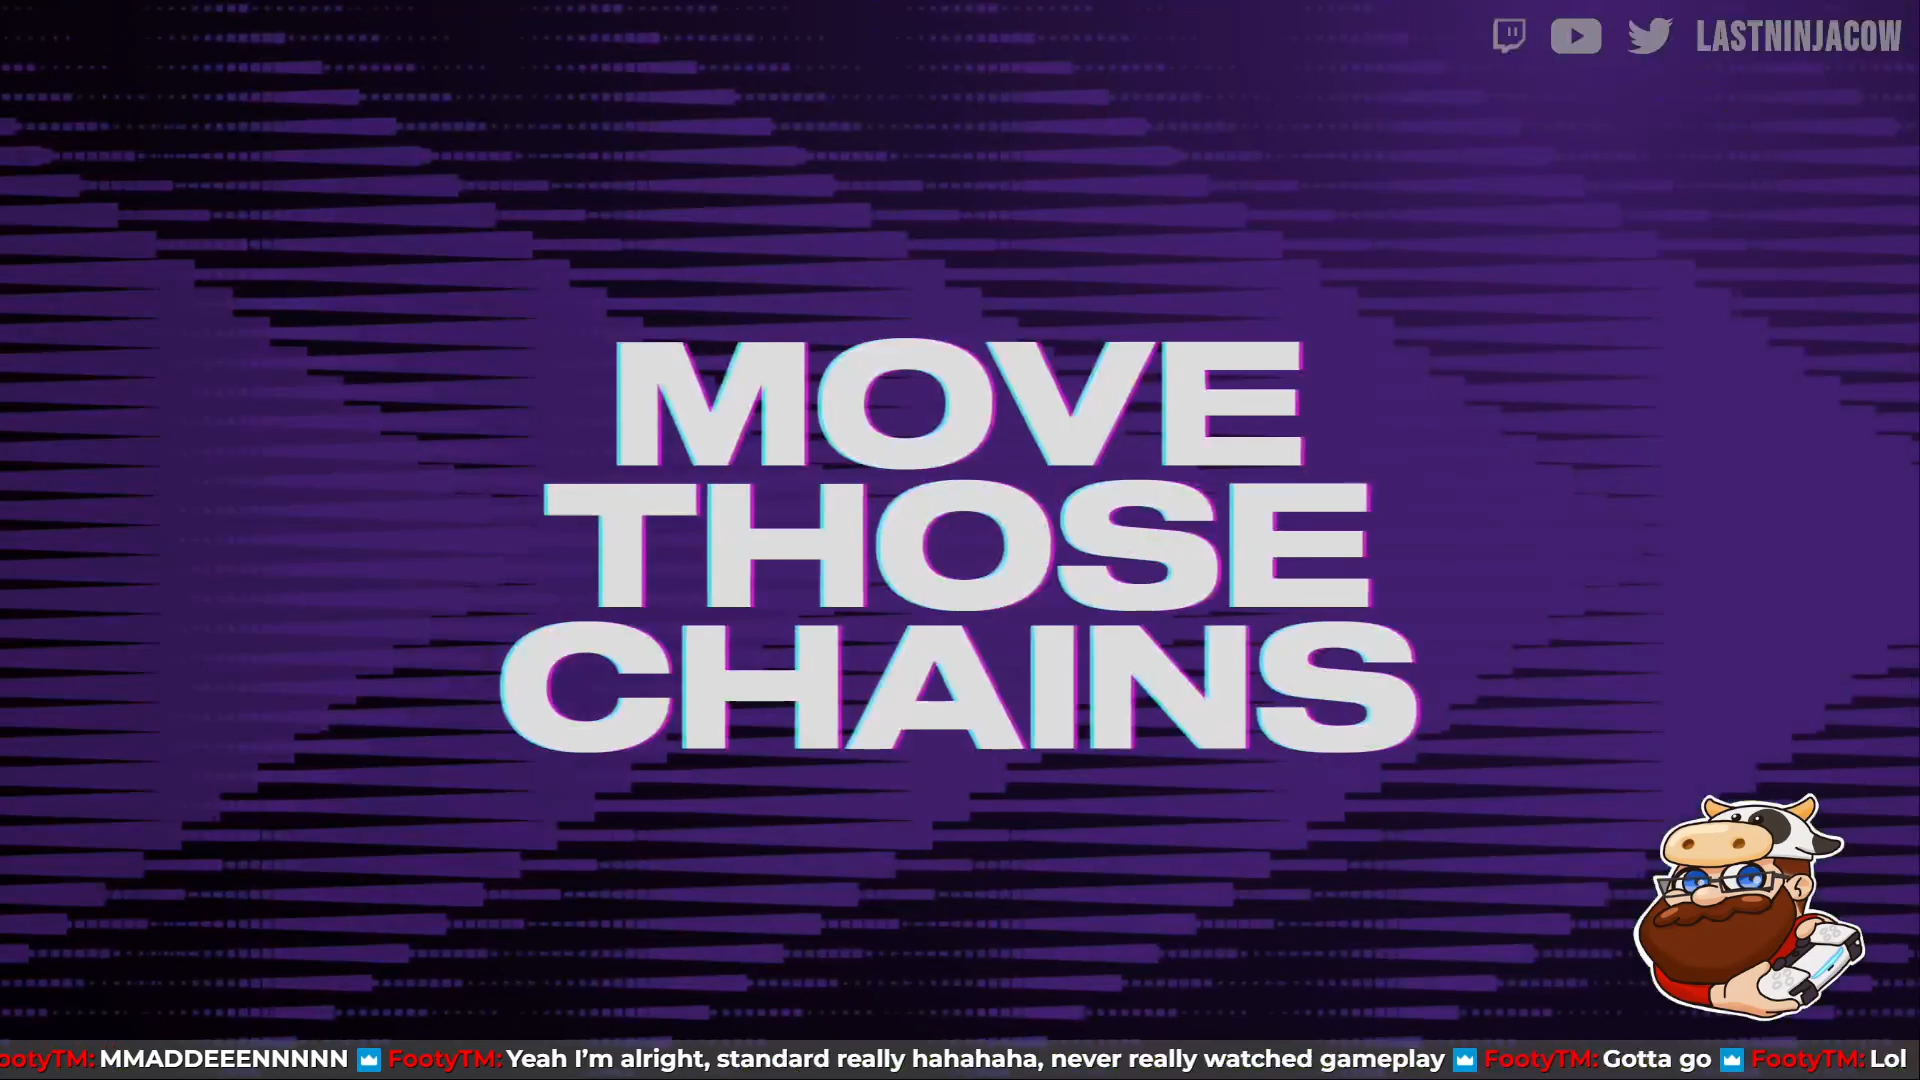 LASTNINJACOW
MOVE
THOSE
CHAINS
ootyTM: MMADDEEENNNNN FootyTM: Yeah I'm alright, standard really hahahaha, never really watched gameplay FootyTM: Gotta go FootyTM: Lol